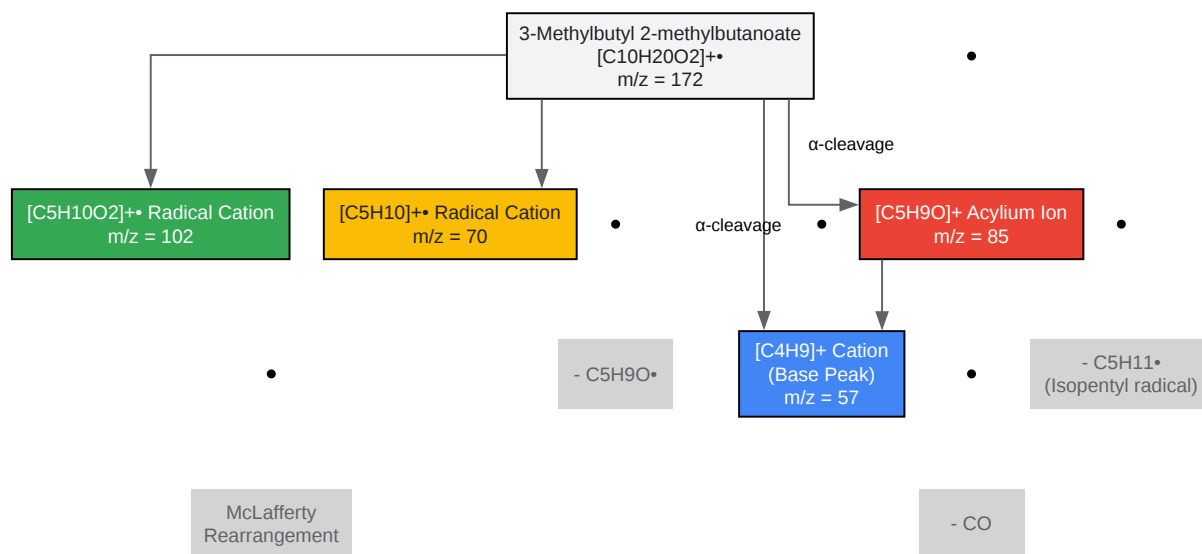 3-Methylbutyl 2-methylbutanoate
[C10H20O2]+•
m/z = 172
α-cleavage
[C5H10O2]+• Radical Cation
m/z = 102
[C5H10]+• Radical Cation
m/z = 70
α-cleavage
[C5H9O]+ Acylium Ion
m/z = 85
- C5H9O•
[C4H9]+ Cation
(Base Peak)
m/z = 57
- C5H11•
(Isopentyl radical)
McLafferty
Rearrangement
- CO